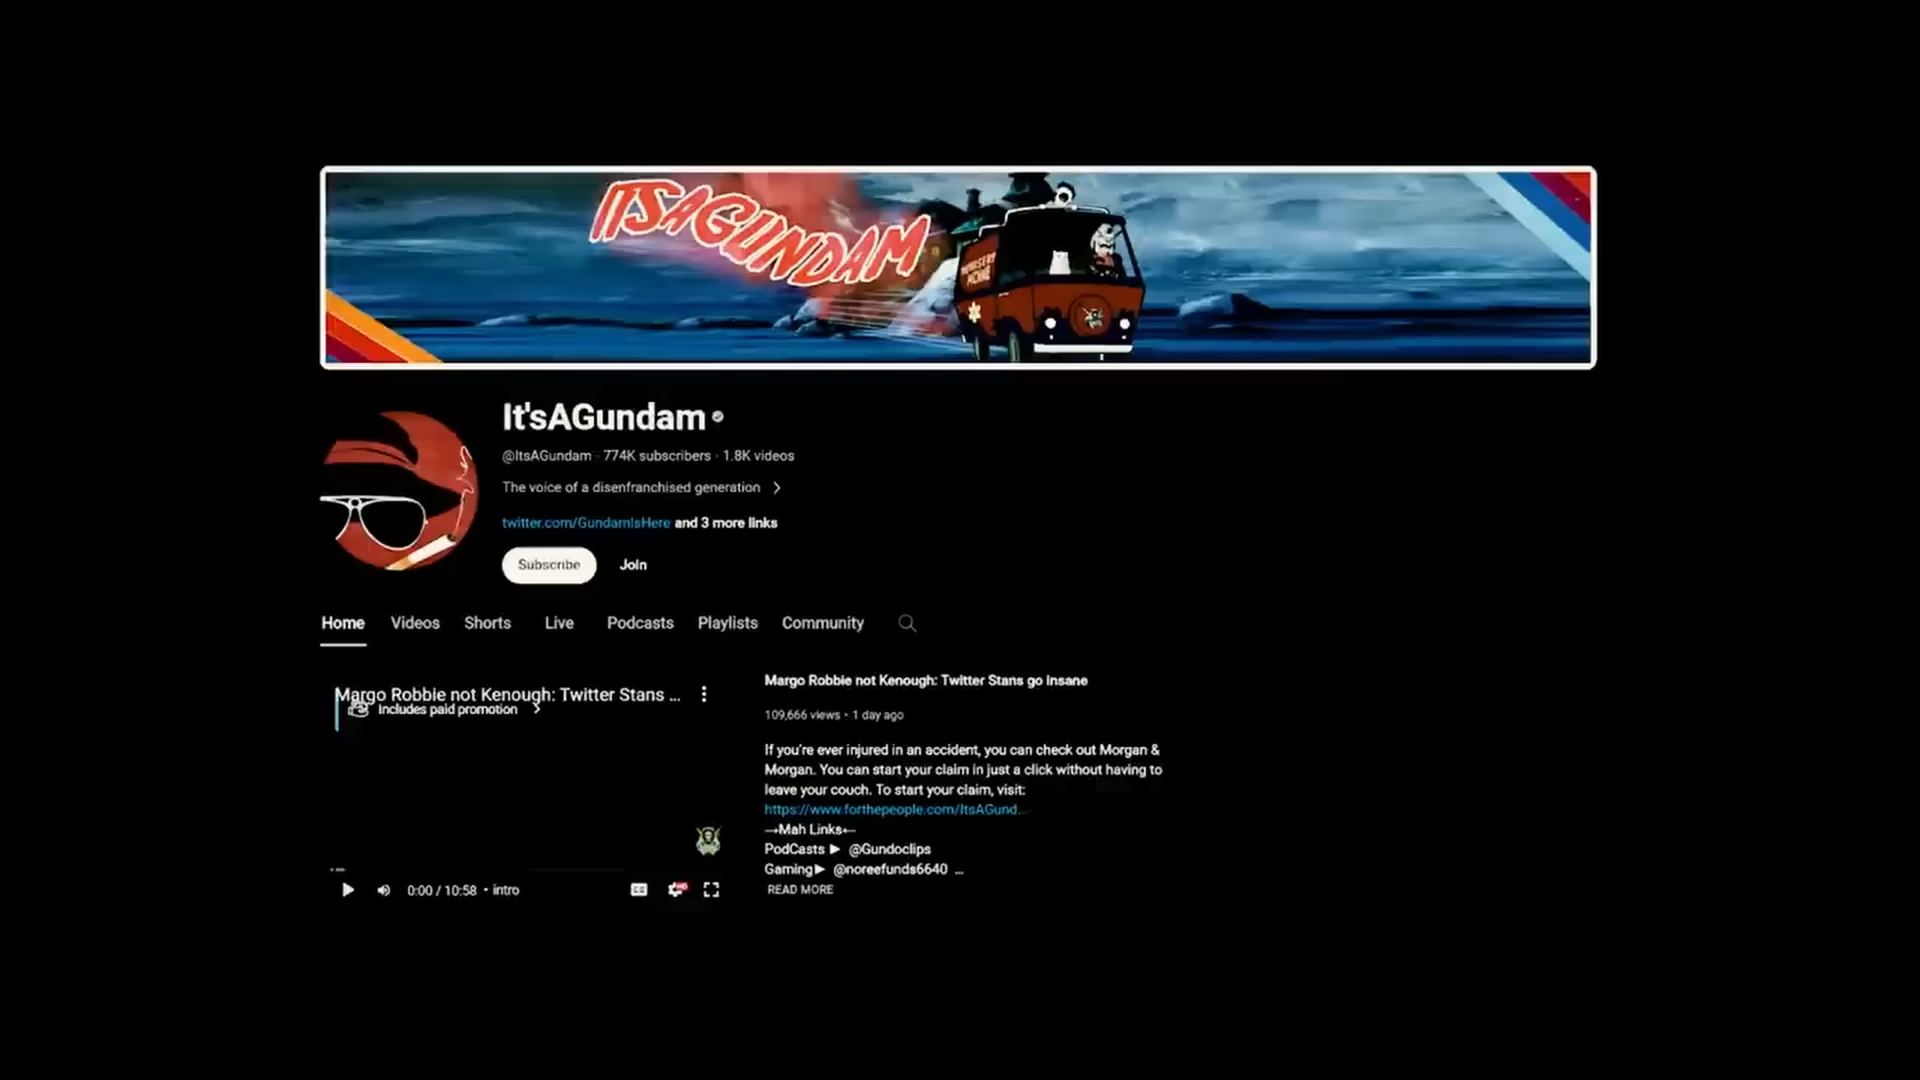 ITSAGUNDAM
It'sAGundam
@ItsAGundam · 774K subscribers · 1.8K videos
The voice of a disenfranchised generation
twitter.com/GundamIsHere and 3 more links
Subscribe Join
Home Videos Shorts Live Podcasts Playlists Community
Margo Robbie not Kenough: Twitter Stans ...
Includes paid promotion
0:00 / 10:58 • intro
Margo Robbie not Kenough: Twitter Stans go insane
109,666 views • 1 day ago
If you're ever injured in an accident, you can check out Morgan &
Morgan. You can start your claim in just a click without having to
leave your couch. To start your claim, visit:
https://www.forthepeople.com/ItsAGund...
→Mah Links←
PodCasts ► @Gundoclips
Gaming► @noreefunds6640 ...
READ MORE